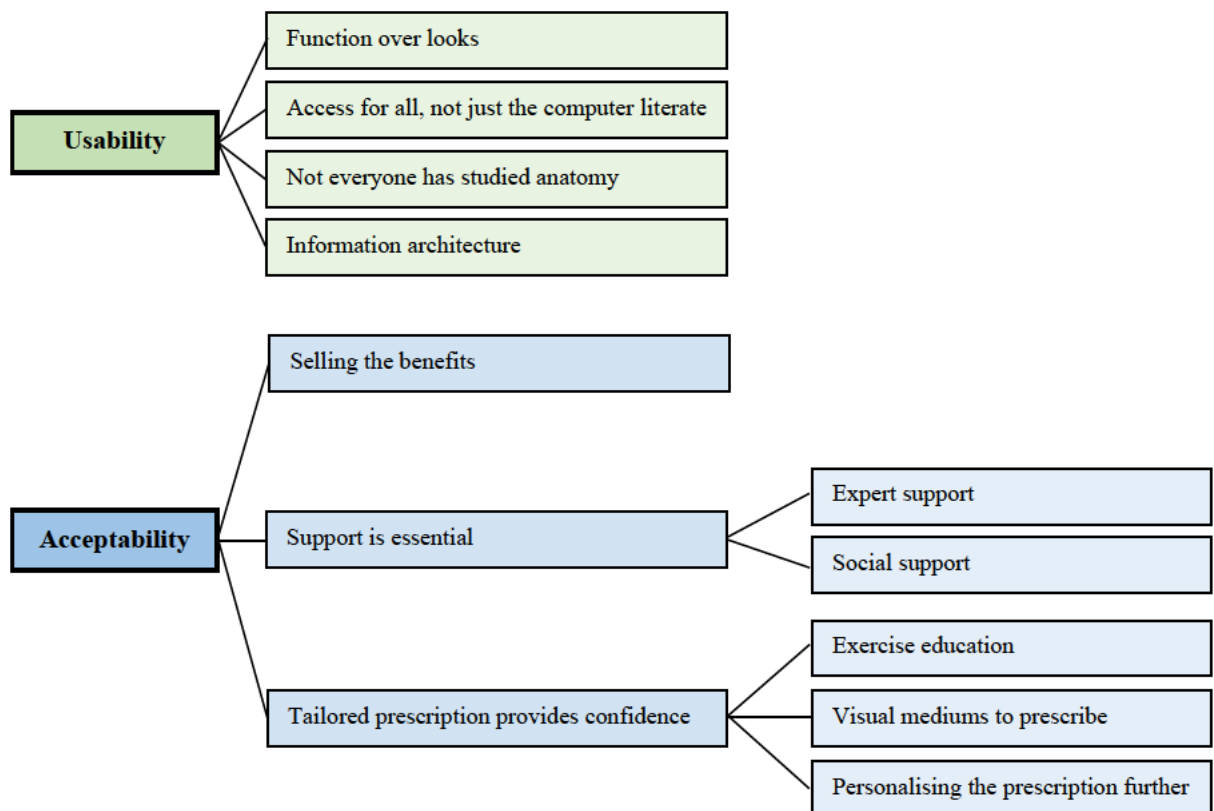 Usability
Function over looks
Access for all, not just the computer literate
Not everyone has studied anatomy
Information architecture
Acceptability
Selling the benefits
Support is essential
Expert support
Social support
Tailored prescription provides confidence
Exercise education
Visual mediums to prescribe
Personalising the prescription further